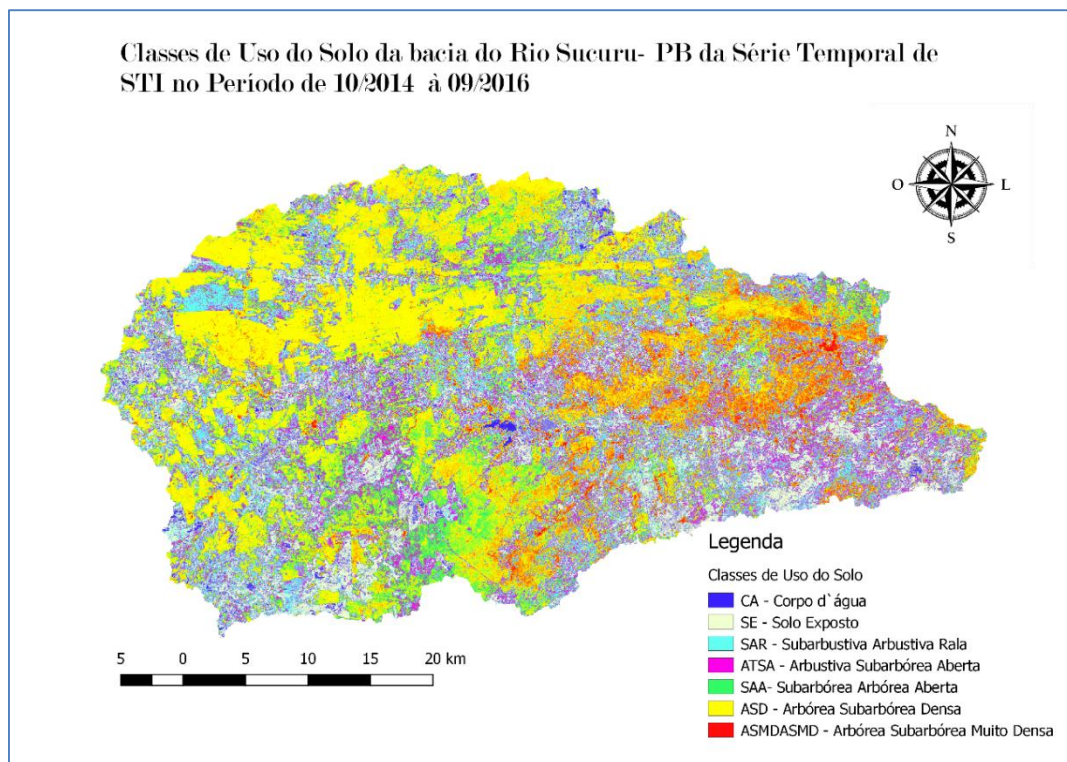 Classes de Uso do Solo da bacia do Rio Sucuru- PB da Série Temporal de
STI no Período de 10/2014 à 09/2016
N
O
L
S
Legenda
Classes de Uso do Solo
CA - Corpo d`água
SE - Solo Exposto
SAR - Subarbustiva Arbustiva Rala
ATSA - Arbustiva Subarbórea Aberta
SAA- Subarbórea Arbórea Aberta
ASD - Arbórea Subarbórea Densa
ASMDASMD - Arbórea Subarbórea Muito Densa
5 0 5 10 15 20 km